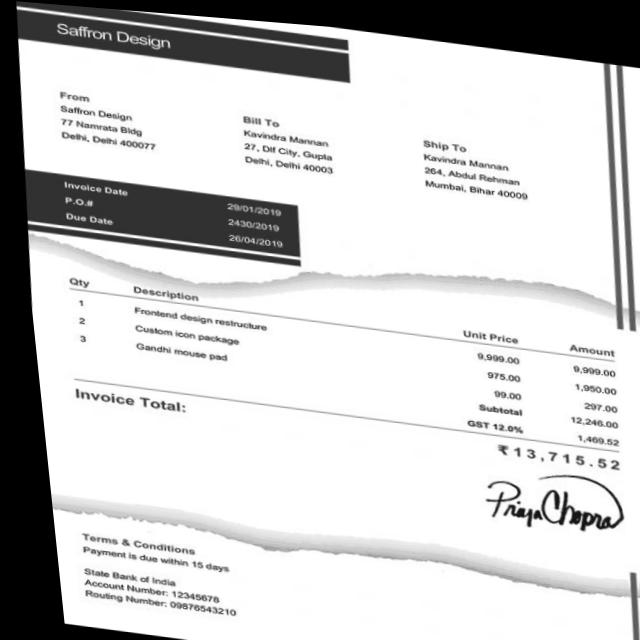 Saffron Design
From
Saffron Design
77 Namrata Bldg
Delhi, Delhi 400077
Bill To
Kavindra Mannan
27, Dlf City, Gupta
Delhi, Delhi 40003
Ship To
Kavindra Mannan
264, Abdul Rehman
Mumbai, Bihar 40009
Invoice Date 29/01/2019
P.O.# 2430/2019
Due Date 26/04/2019
Qty Description Unit Price Amount
1 Frontend design restructure 9,999.00 9,999.00
2 Custom icon package 975.00 1,950.00
3 Gandhi mouse pad 99.00 297.00
Subtotal 12,246.00
GST 12.0% 1,469.52
Invoice Total: ₹13,715.52
Priya Chopra
Terms & Conditions
Payment is due within 15 days
State Bank of India
Account Number: 12345678
Routing Number: 09876543210